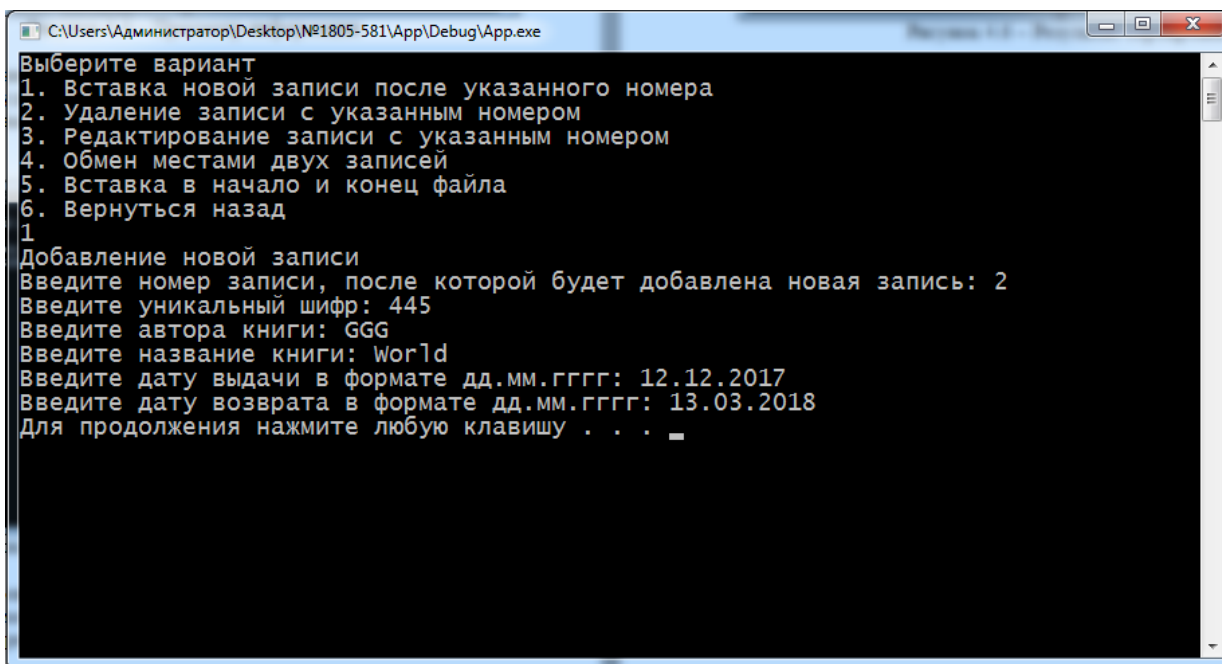 C:\Users\Администратор\Desktop\№1805-581\App\Debug\App.exe
Выберите вариант
1. Вставка новой записи после указанного номера
2. Удаление записи с указанным номером
3. Редактирование записи с указанным номером
4. Обмен местами двух записей
5. Вставка в начало и конец файла
6. Вернуться назад
1
Добавление новой записи
Введите номер записи, после которой будет добавлена новая запись: 2
Введите уникальный шифр: 445
Введите автора книги: GGG
Введите название книги: World
Введите дату выдачи в формате дд.мм.гггг: 12.12.2017
Введите дату возврата в формате дд.мм.гггг: 13.03.2018
Для продолжения нажмите любую клавишу . . .